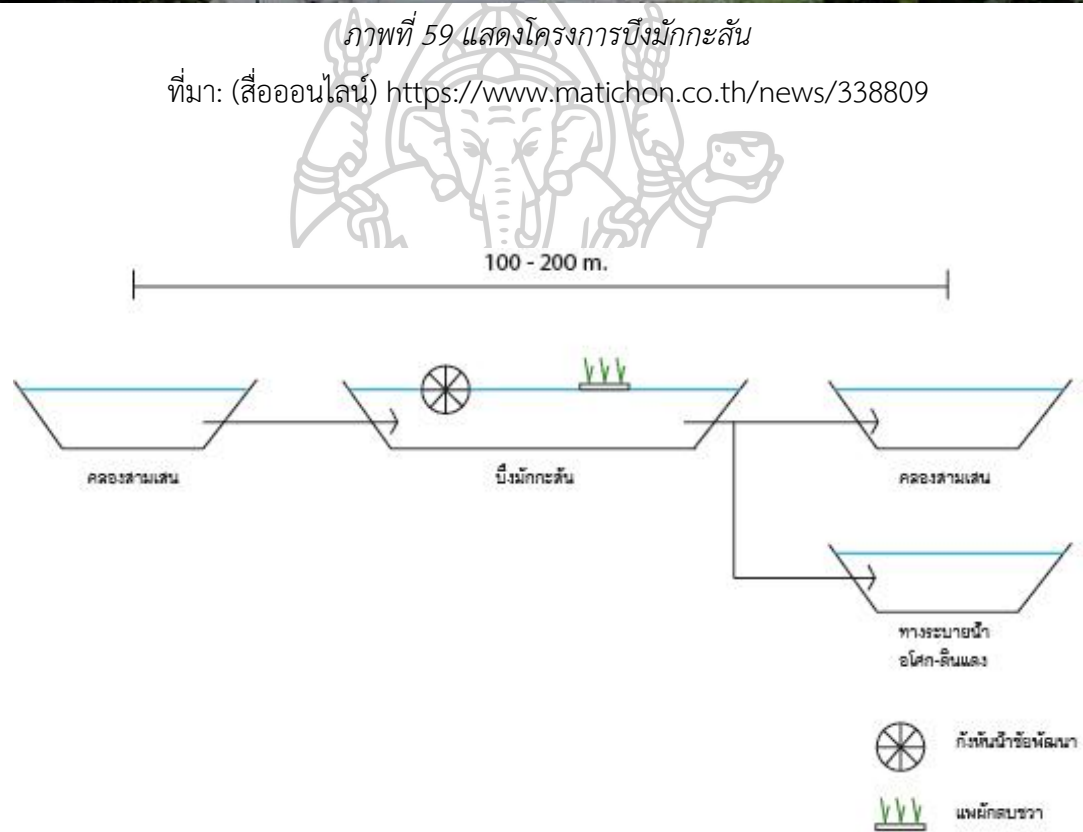 ภาพที่ 59 แสดงโครงการบึงมักกะสัน
ที่มา: (สื่อออนไลน์) https://www.matichon.co.th/news/338809
100 - 200 m.
คลองสามเสน
บึงมักกะสัน
คลองสามเสน
ทางระบายน้ำ
อโศก-ดินแดง
กังหันน้ำชัยพัฒนา
แพผักตบชวา